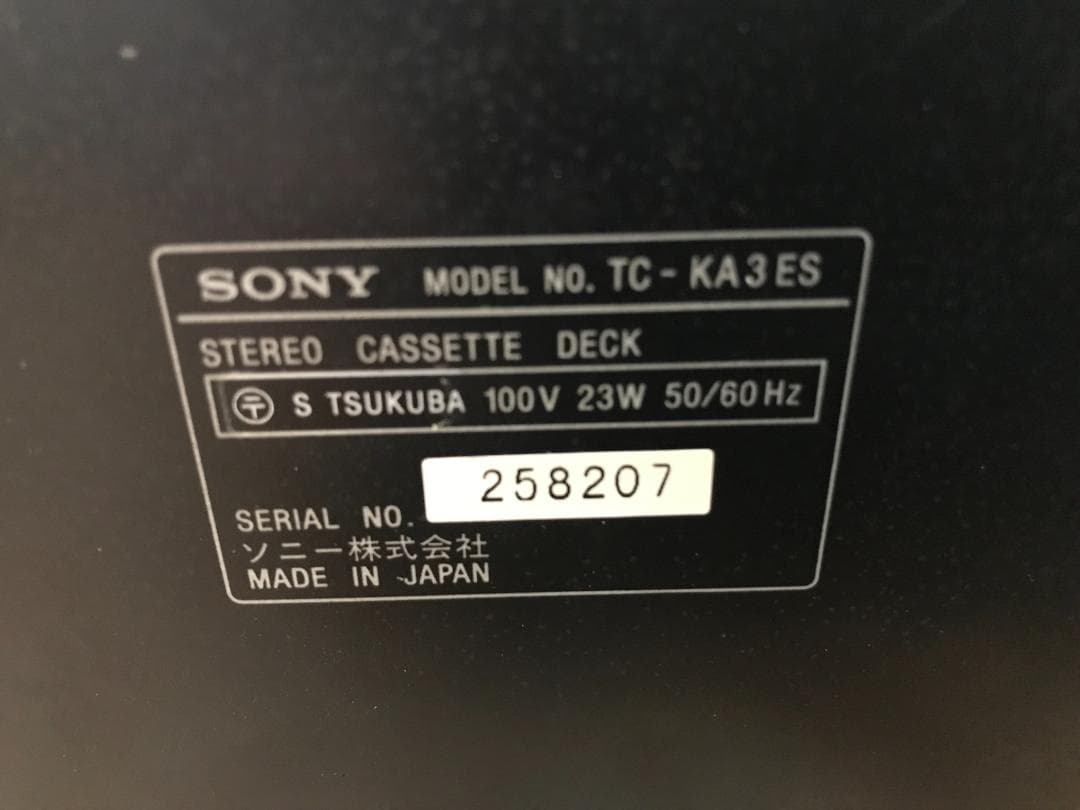 SONY MODEL NO. TC-KA3ES
STEREO CASSETTE DECK
〒 S TSUKUBA 100V 23W 50/60Hz
SERIAL NO. 258207
ソニー株式会社
MADE IN JAPAN